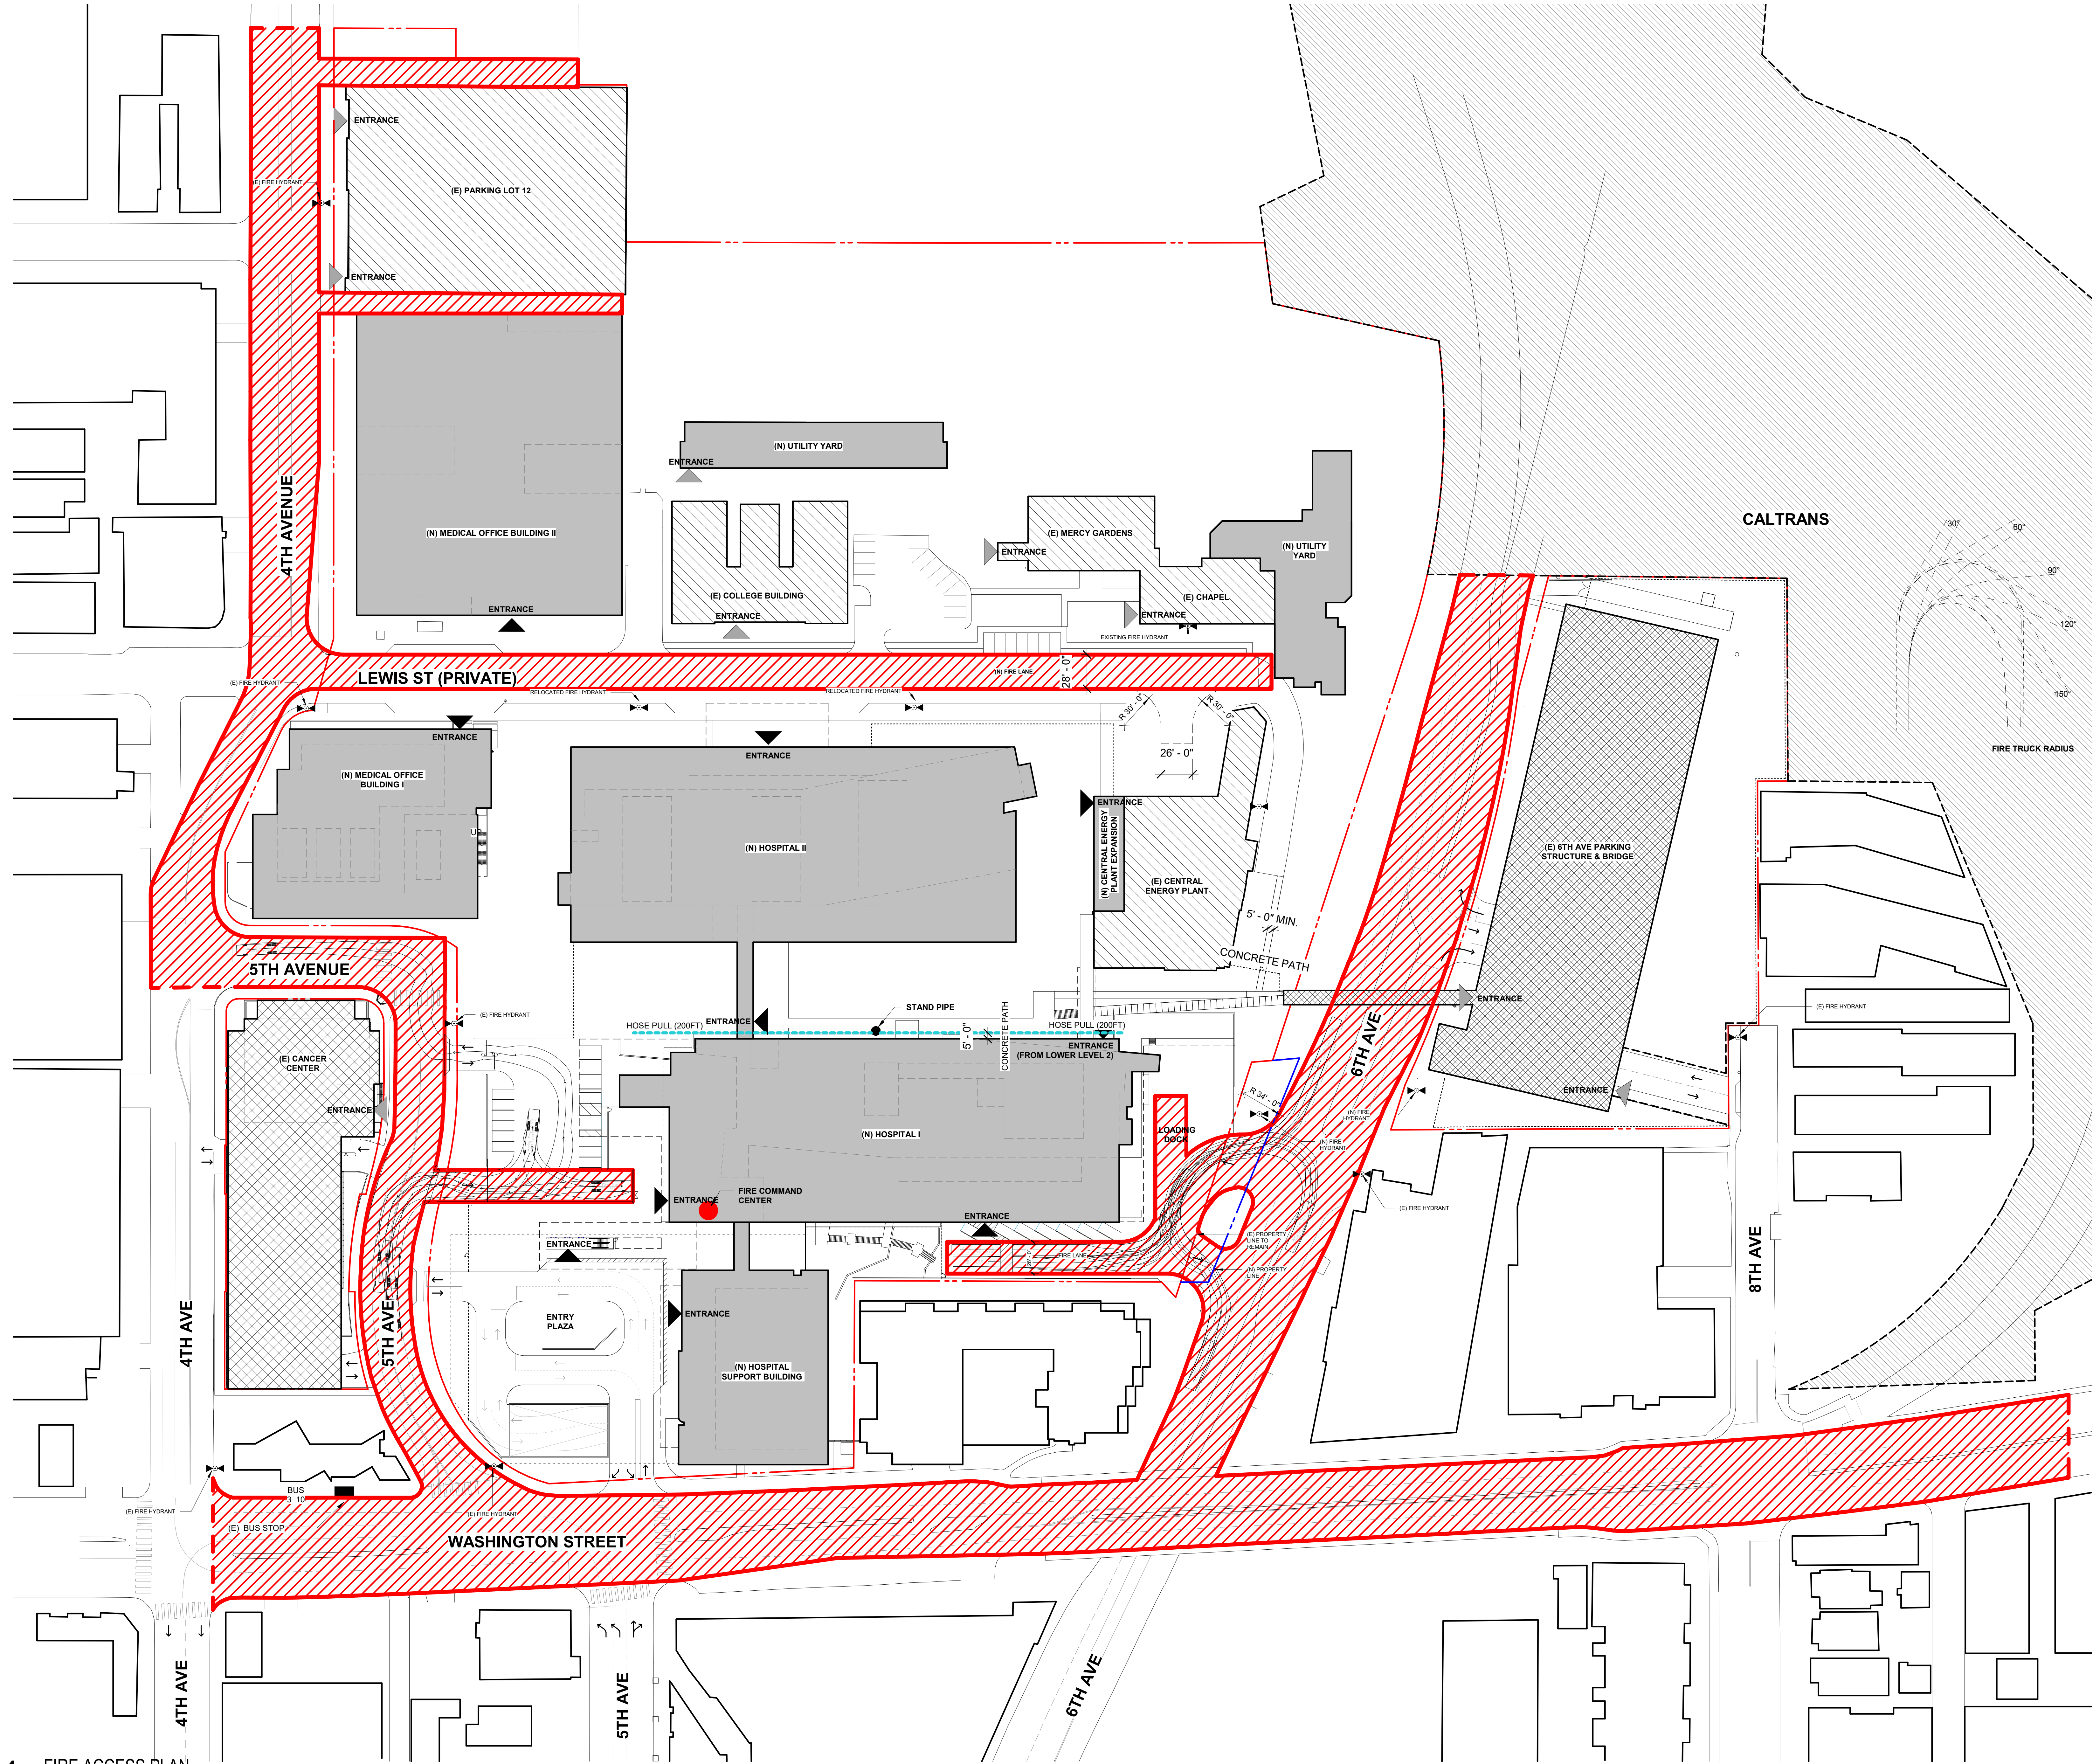 ENTRANCE
(E) FIRE HYDRANT
(E) PARKING LOT 12
ENTRANCE
4TH AVENUE
(N) MEDICAL OFFICE BUILDING II
ENTRANCE
(N) UTILITY YARD
ENTRANCE
(E) COLLEGE BUILDING
ENTRANCE
(E) MERCY GARDENS
ENTRANCE
(E) CHAPEL
ENTRANCE
EXISTING FIRE HYDRANT
(N) UTILITY
YARD
CALTRANS
30°
60°
90°
120°
150°
FIRE TRUCK RADIUS
LEWIS ST (PRIVATE)
(N) FIRE LANE
28' - 0"
(E) FIRE HYDRANT
RELOCATED FIRE HYDRANT
RELOCATED FIRE HYDRANT
R 30' - 0"
R 30' - 0"
26' - 0"
ENTRANCE
(N) MEDICAL OFFICE
BUILDING I
UP
ENTRANCE
(N) HOSPITAL II
ENTRANCE
(N) CENTRAL ENERGY
PLANT EXPANSION
(E) CENTRAL
ENERGY PLANT
5' - 0" MIN.
CONCRETE PATH
(E) 6TH AVE PARKING
STRUCTURE & BRIDGE
ENTRANCE
5TH AVENUE
(E) FIRE HYDRANT
STAND PIPE
ENTRANCE
HOSE PULL (200FT)
5' - 0"
CONCRETE PATH
HOSE PULL (200FT)
ENTRANCE
(FROM LOWER LEVEL 2)
6TH AVE
(E) FIRE HYDRANT
(E) CANCER
CENTER
ENTRANCE
ENTRANCE
(N) HOSPITAL I
LOADING
DOCK
R 34' - 0"
(N) FIRE
HYDRANT
(N) FIRE
HYDRANT
(E) FIRE HYDRANT
ENTRANCE
FIRE COMMAND
CENTER
ENTRANCE
ENTRANCE
26' - 0"
FIRE LANE
(E) PROPERTY
LINE TO
REMAIN
(N) PROPERTY
LINE
8TH AVE
4TH AVE
5TH AVE
ENTRY
PLAZA
ENTRANCE
(N) HOSPITAL
SUPPORT BUILDING
BUS
3 10
(E) FIRE HYDRANT
(E) BUS STOP
(E) FIRE HYDRANT
WASHINGTON STREET
4TH AVE
5TH AVE
6TH AVE
FIRE ACCESS PLAN